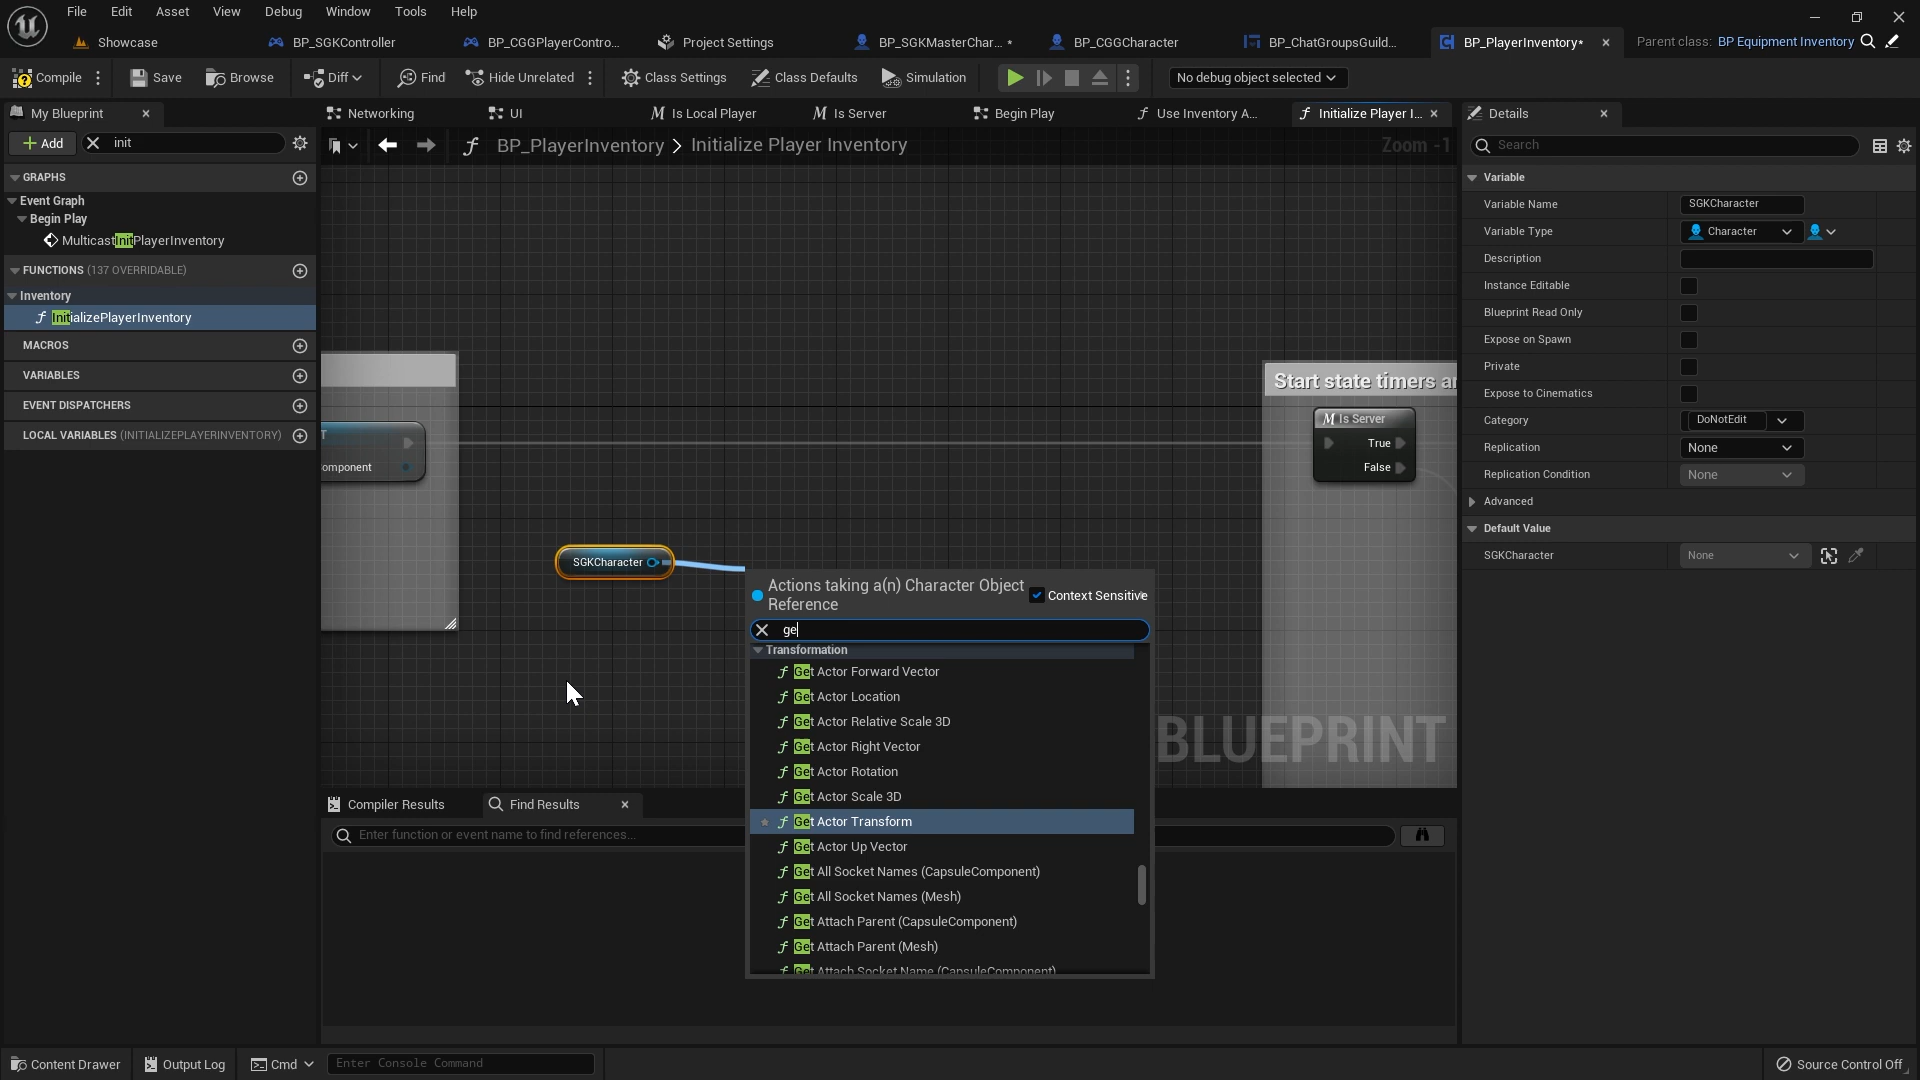 File Edit Asset View Debug Window Tools Help
Showcase BP_SGKController BP_CGGPlayerContro... Project Settings BP_SGKMasterChar... * BP_CGGCharacter BP_ChatGroupsGuild... BP_PlayerInventory* Parent class: BP Equipment Inventory
Compile Save Browse Diff Find Hide Unrelated Class Settings Class Defaults Simulation No debug object selected
My Blueprint Networking UI Is Local Player Is Server Begin Play Use Inventory A... Initialize Player I... Details
Add init BP_PlayerInventory > Initialize Player Inventory Zoom -1 Search
GRAPHS
Event Graph
Begin Play
MulticastInitPlayerInventory
FUNCTIONS (137 OVERRIDABLE)
Inventory
InitializePlayerInventory
MACROS
VARIABLES
EVENT DISPATCHERS
LOCAL VARIABLES (INITIALIZEPLAYERINVENTORY)
T
omponent
SGKCharacter
Start state timers a
Is Server
True
False
BLUEPRINT
Actions taking a(n) Character Object
Reference
Context Sensitive
ge
Transformation
Get Actor Forward Vector
Get Actor Location
Get Actor Relative Scale 3D
Get Actor Right Vector
Get Actor Rotation
Get Actor Scale 3D
Get Actor Transform
Get Actor Up Vector
Get All Socket Names (CapsuleComponent)
Get All Socket Names (Mesh)
Get Attach Parent (CapsuleComponent)
Get Attach Parent (Mesh)
Get Attach Socket Name (CapsuleComponent)
Compiler Results Find Results
Enter function or event name to find references...
Variable
Variable Name SGKCharacter
Variable Type Character
Description
Instance Editable
Blueprint Read Only
Expose on Spawn
Private
Expose to Cinematics
Category DoNotEdit
Replication None
Replication Condition None
Advanced
Default Value
SGKCharacter None
Content Drawer Output Log Cmd Enter Console Command Source Control Off